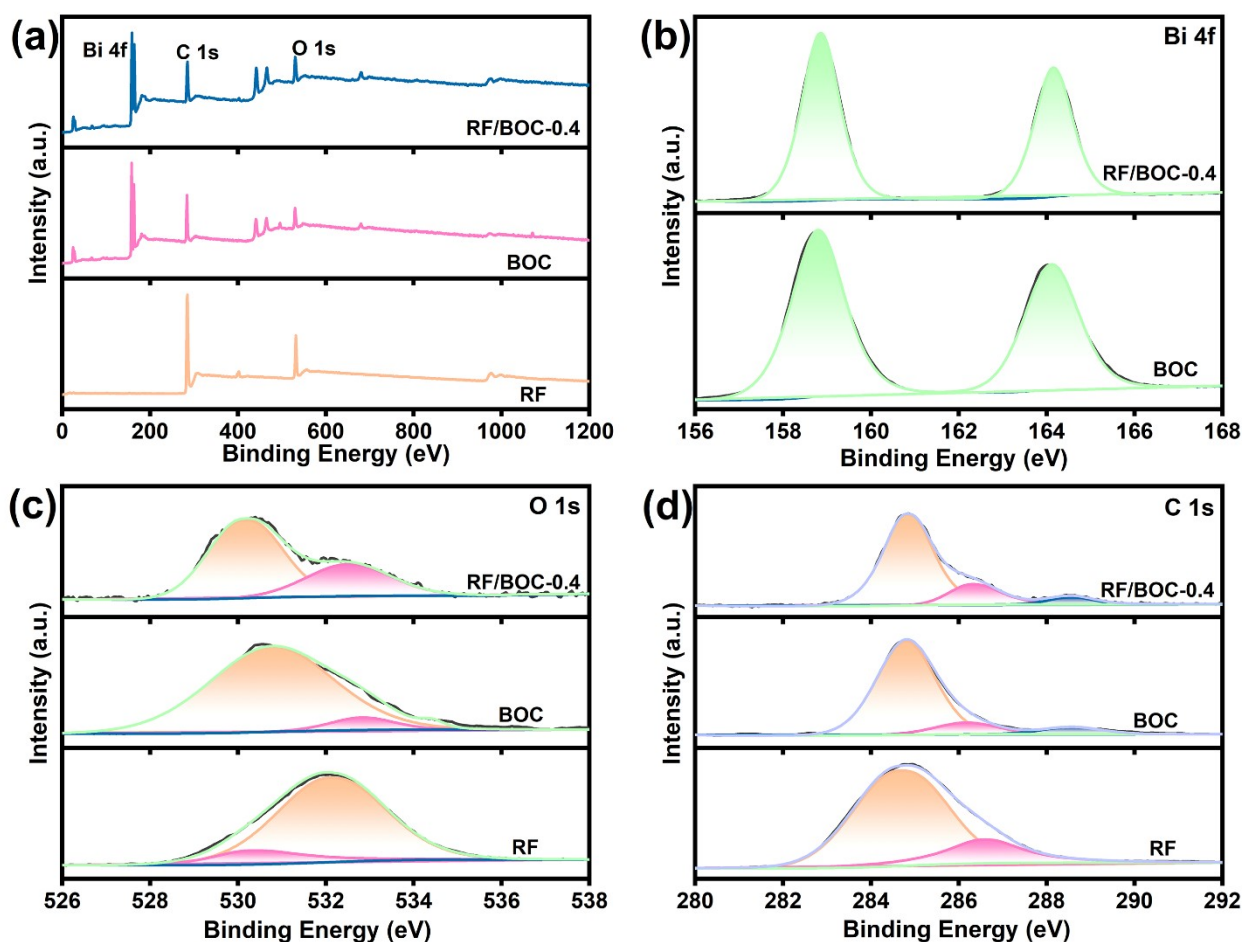 (a)
Bi 4f
C 1s
O 1s
RF/BOC-0.4
BOC
RF
Intensity (a.u.)
0 200 400 600 800 1000 1200
Binding Energy (eV)
(b)
Bi 4f
RF/BOC-0.4
BOC
Intensity (a.u.)
156 158 160 162 164 166 168
Binding Energy (eV)
(c)
O 1s
RF/BOC-0.4
BOC
RF
Intensity (a.u.)
526 528 530 532 534 536 538
Binding Energy (eV)
(d)
C 1s
RF/BOC-0.4
BOC
RF
Intensity (a.u.)
280 282 284 286 288 290 292
Binding Energy (eV)